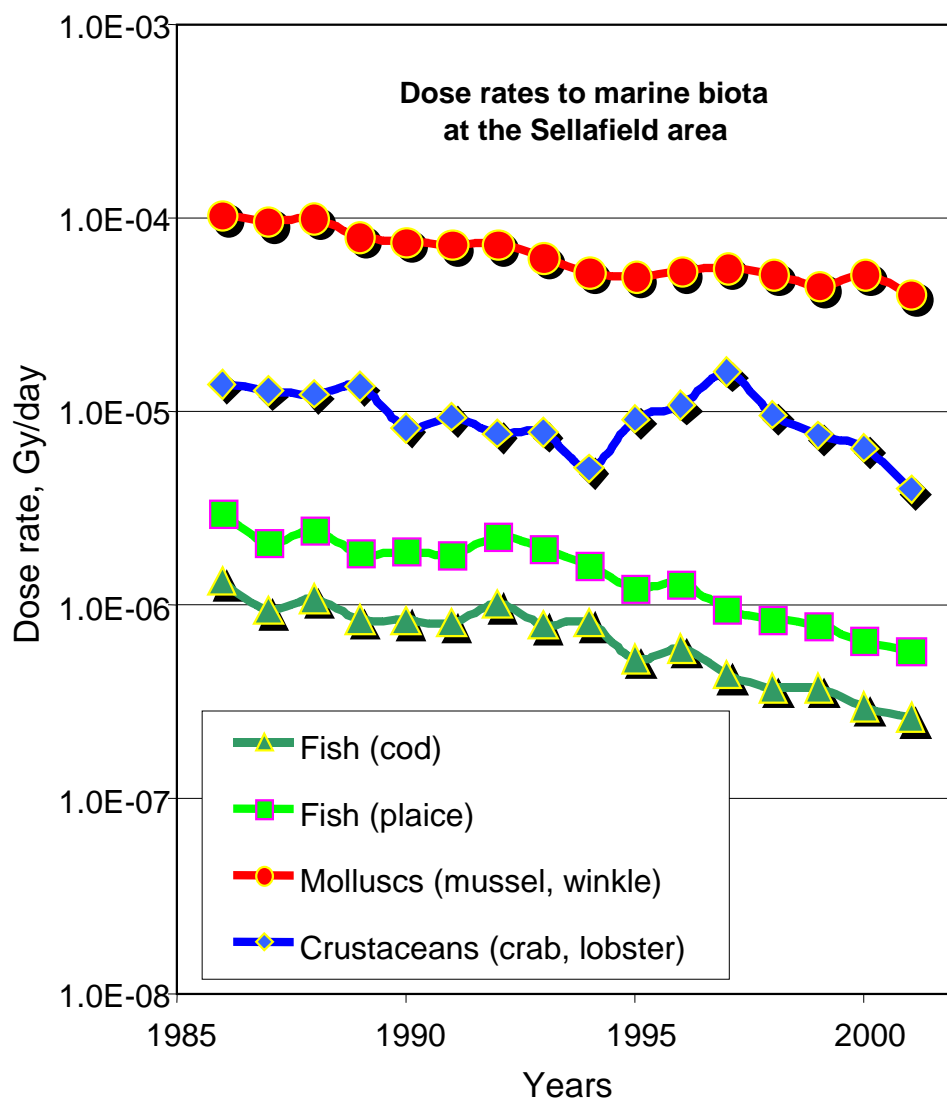 Dose rates to marine biota
at the Sellafield area
Dose rate, Gy/day
1.0E-03
1.0E-04
1.0E-05
1.0E-06
1.0E-07
1.0E-08
Fish (cod)
Fish (plaice)
Molluscs (mussel, winkle)
Crustaceans (crab, lobster)
1985 1990 1995 2000
Years